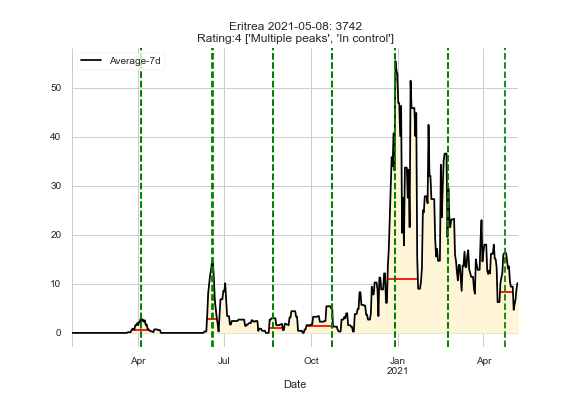 Eritrea 2021-05-08: 3742
Rating:4 ['Multiple peaks', 'In control']
Average-7d
50
40
30
20
10
0
Apr
Jul
Oct
Jan
2021
Apr
Date